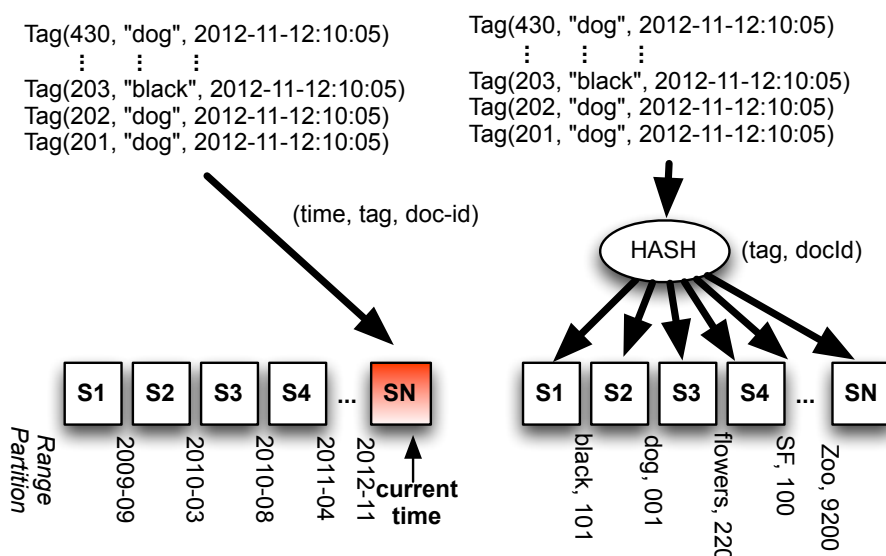 Tag(430, "dog", 2012-11-12:10:05)
Tag(203, "black", 2012-11-12:10:05)
Tag(202, "dog", 2012-11-12:10:05)
Tag(201, "dog", 2012-11-12:10:05)
(time, tag, doc-id)
S1
S2
S3
S4
...
SN
Range
Partition
2009-09
2010-03
2010-08
2011-04
2012-11
current
time
Tag(430, "dog", 2012-11-12:10:05)
Tag(203, "black", 2012-11-12:10:05)
Tag(202, "dog", 2012-11-12:10:05)
Tag(201, "dog", 2012-11-12:10:05)
HASH
(tag, docId)
S1
S2
S3
S4
...
SN
black, 101
dog, 001
flowers, 220
SF, 100
Zoo, 9200